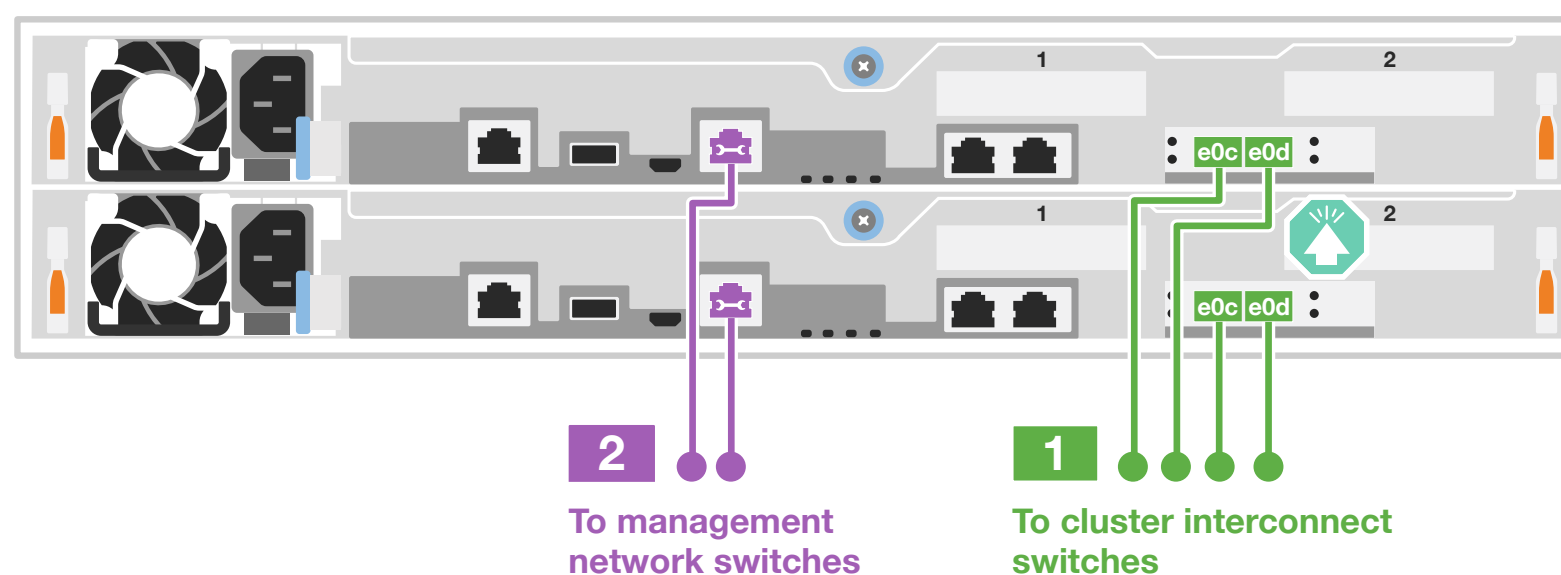 1 2
e0c e0d
1 2
e0c e0d
2
To management
network switches
1
To cluster interconnect
switches